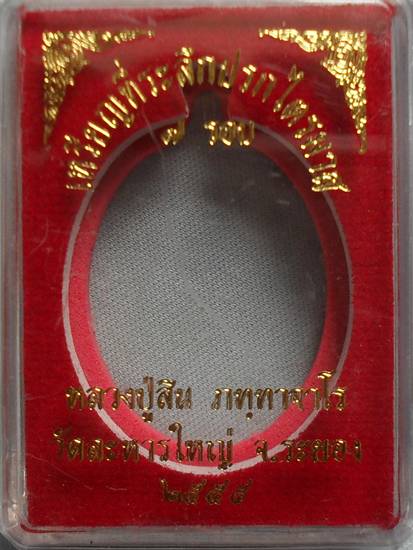 เหรียญที่ระลึกปรกไตรมาส
๗ รอบ
หลวงปู่สิน ภทฺทาจาโร
วัดละหารใหญ่ จ.ระยอง
๒๕๕๕